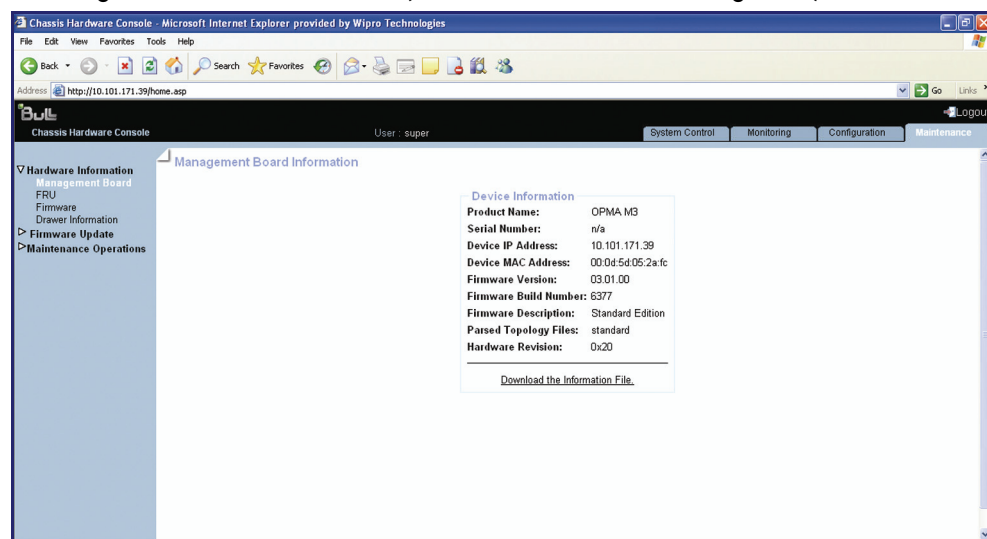 Chassis Hardware Console - Microsoft Internet Explorer provided by Wipro Technologies
File Edit View Favorites Tools Help
Back Search Favorites
Address http://10.101.171.39/home.asp Go Links
Bull Logou
Chassis Hardware Console User : super System Control Monitoring Configuration Maintenance
Hardware Information
Management Board
FRU
Firmware
Drawer Information
Firmware Update
Maintenance Operations
Management Board Information
Device Information
Product Name: OPMA M3
Serial Number: n/a
Device IP Address: 10.101.171.39
Device MAC Address: 00:0d:5d:05:2a:fc
Firmware Version: 03.01.00
Firmware Build Number: 6377
Firmware Description: Standard Edition
Parsed Topology Files: standard
Hardware Revision: 0x20
Download the Information File.